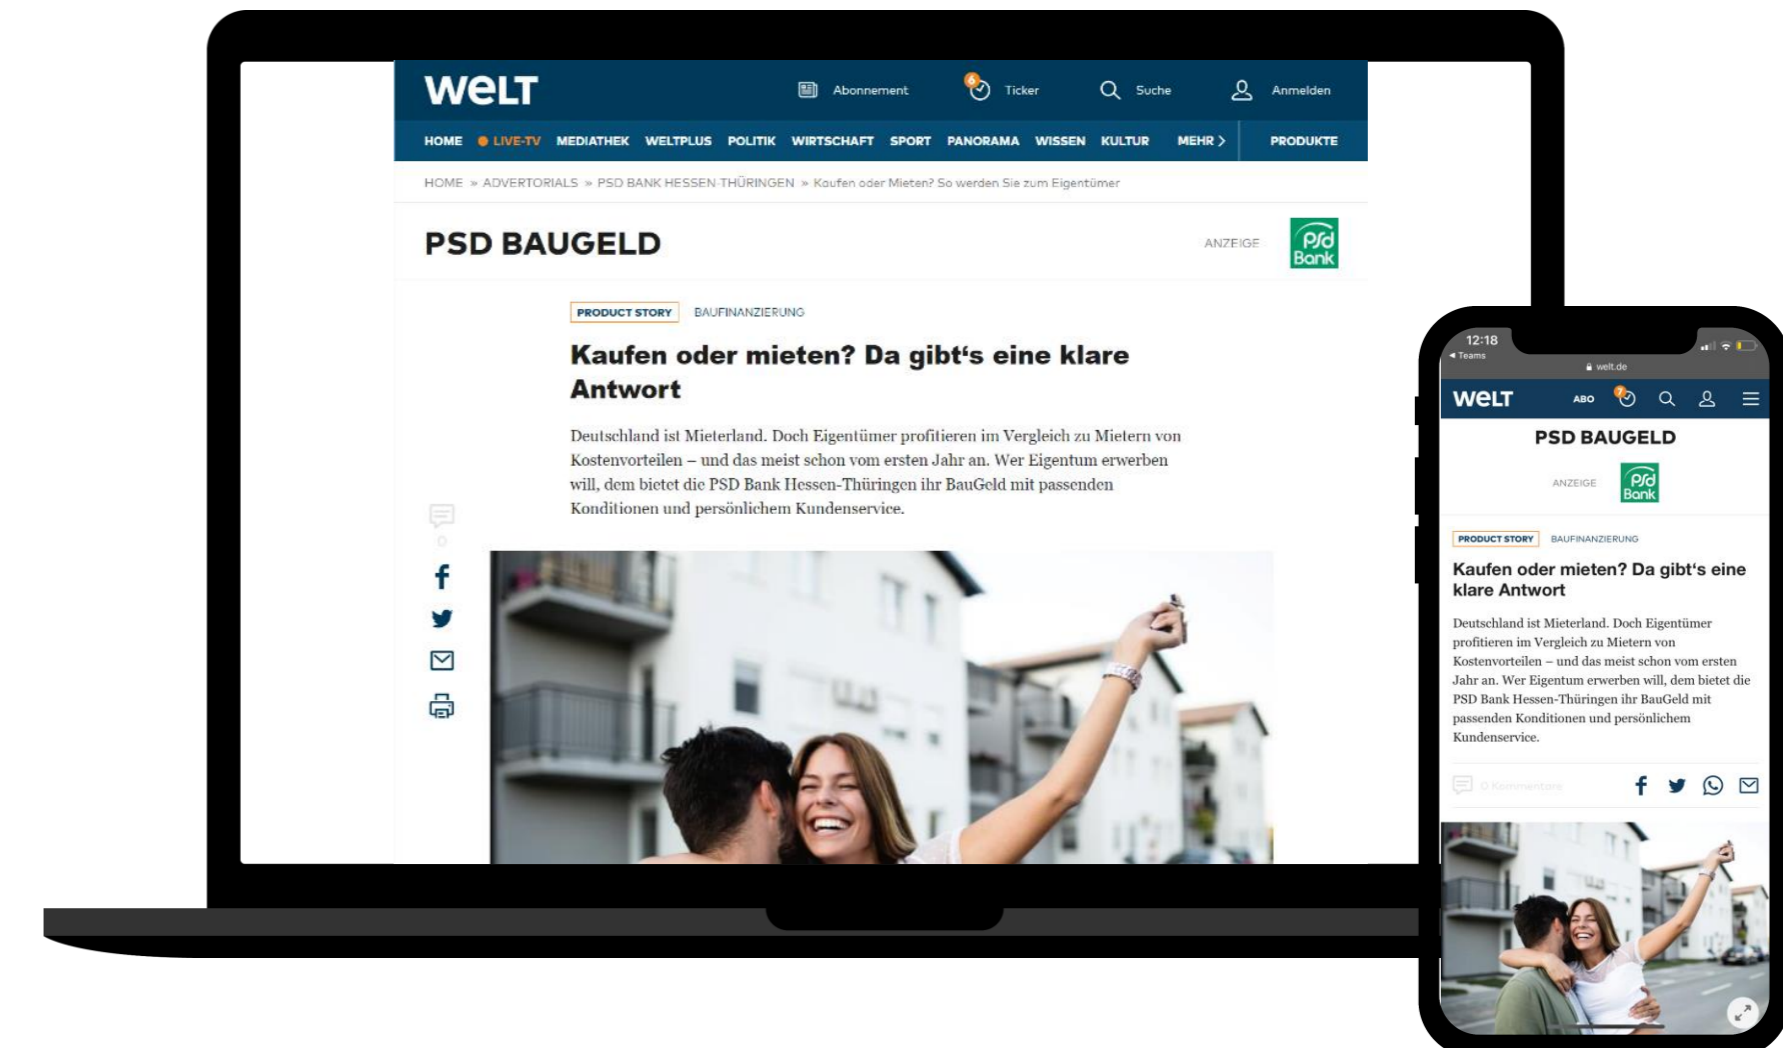 WELT
Abonnement
6
Ticker
Suche
Anmelden
HOME LIVE-TV MEDIATHEK WELTPLUS POLITIK WIRTSCHAFT SPORT PANORAMA WISSEN KULTUR MEHR PRODUKTE
HOME » ADVERTORIALS » PSD BANK HESSEN-THÜRINGEN » Kaufen oder Mieten? So werden Sie zum Eigentümer
PSD BAUGELD
ANZEIGE
psd
Bank
PRODUCT STORY BAUFINANZIERUNG
Kaufen oder mieten? Da gibt‘s eine klare
Antwort
Deutschland ist Mieterland. Doch Eigentümer profitieren im Vergleich zu Mietern von
Kostenvorteilen – und das meist schon vom ersten Jahr an. Wer Eigentum erwerben
will, dem bietet die PSD Bank Hessen-Thüringen ihr BauGeld mit passenden
Konditionen und persönlichem Kundenservice.
0
12:18
Teams
welt.de
WELT
ABO
7
PSD BAUGELD
ANZEIGE
psd
Bank
PRODUCT STORY BAUFINANZIERUNG
Kaufen oder mieten? Da gibt‘s eine
klare Antwort
Deutschland ist Mieterland. Doch Eigentümer
profitieren im Vergleich zu Mietern von
Kostenvorteilen – und das meist schon vom ersten
Jahr an. Wer Eigentum erwerben will, dem bietet die
PSD Bank Hessen-Thüringen ihr BauGeld mit
passenden Konditionen und persönlichem
Kundenservice.
0 Kommentare